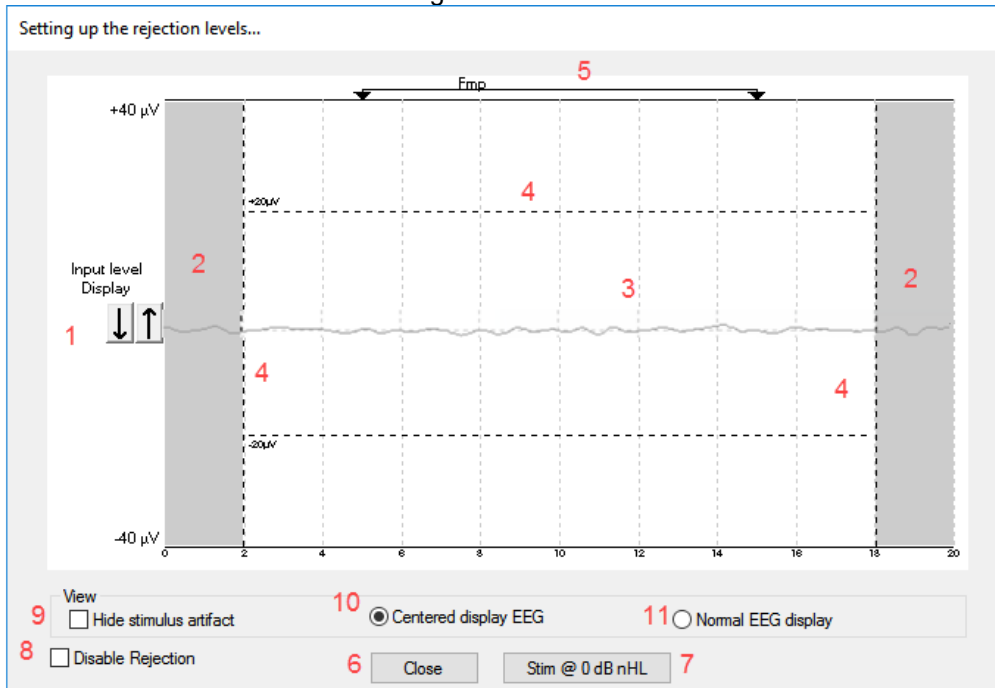 Setting up the rejection levels...
5
Fmp
+40 µV
4
+20µV
2
3
2
Input level
Display
1
↓ ↑
4
4
-20µV
-40 µV
0 2 4 6 8 10 12 14 16 18 20
View
9 Hide stimulus artifact 10 Centered display EEG 11 Normal EEG display
8 Disable Rejection 6 Close Stim @ 0 dB nHL 7